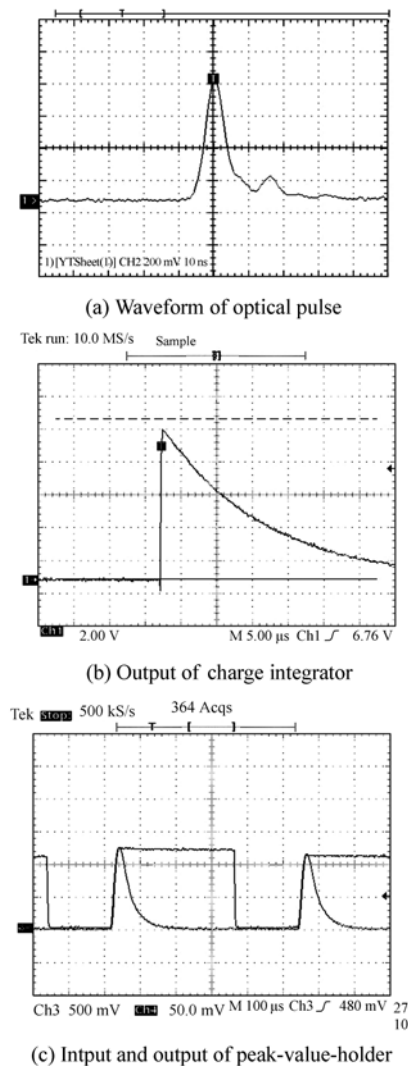 1) [YTSheet(1)] CH2 200 mV 10 ns
(a) Waveform of optical pulse
Tek run: 10.0 MS/s Sample
Ch1 2.00 V M 5.00 μs Ch1 6.76 V
(b) Output of charge integrator
Tek stop: 500 kS/s 364 Acqs
Ch3 500 mV Ch4 50.0 mV M 100 μs Ch3 480 mV 27
10
(c) Intput and output of peak-value-holder